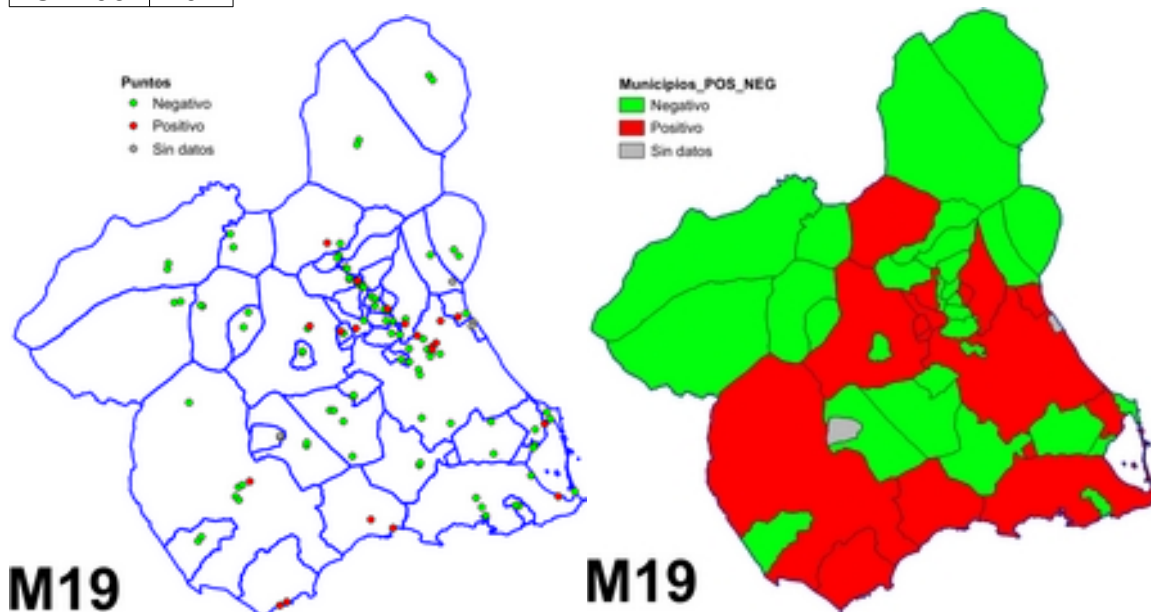 Puntos
Negativo
Positivo
Sin datos
M19
Municipios_POS_NEG
Negativo
Positivo
Sin datos
M19